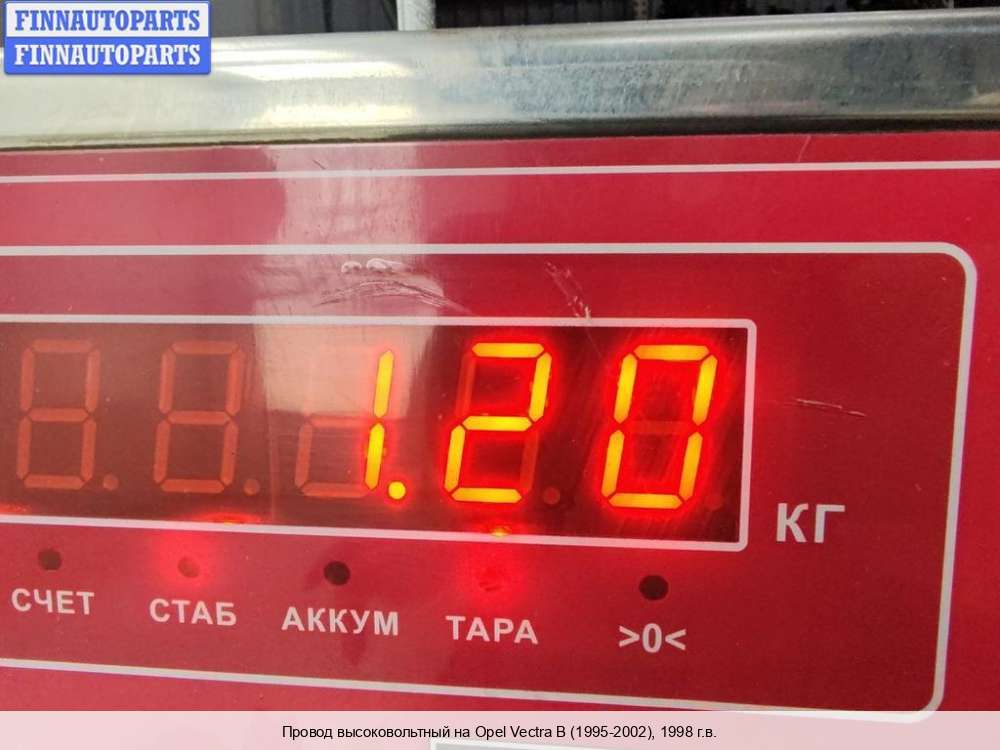 FINNAUTOPARTS
FINNAUTOPARTS
1.20
КГ
СЧЕТ СТАБ АККУМ ТАРА >0<
Провод высоковольтный на Opel Vectra B (1995-2002), 1998 г.в.